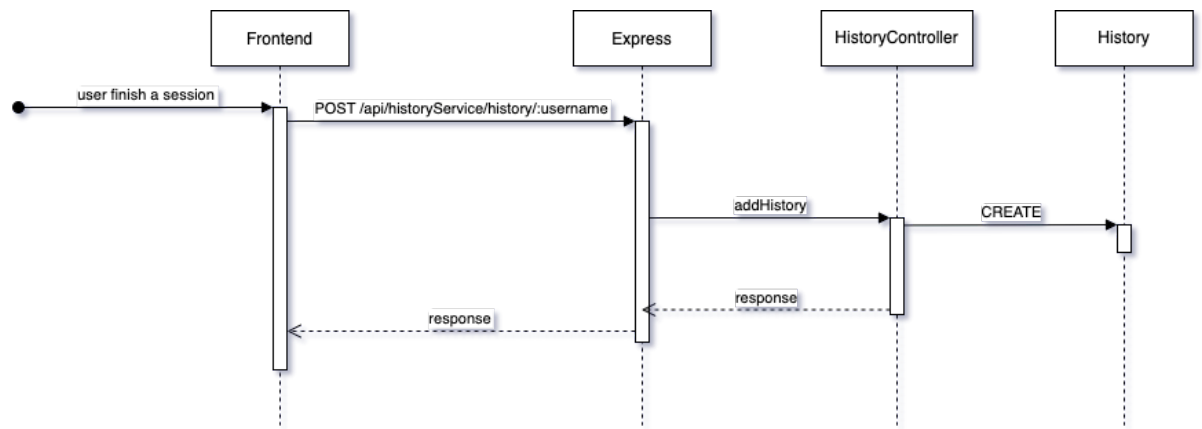 Frontend
Express
HistoryController
History
user finish a session
POST /api/historyService/history/:username
addHistory
CREATE
response
response